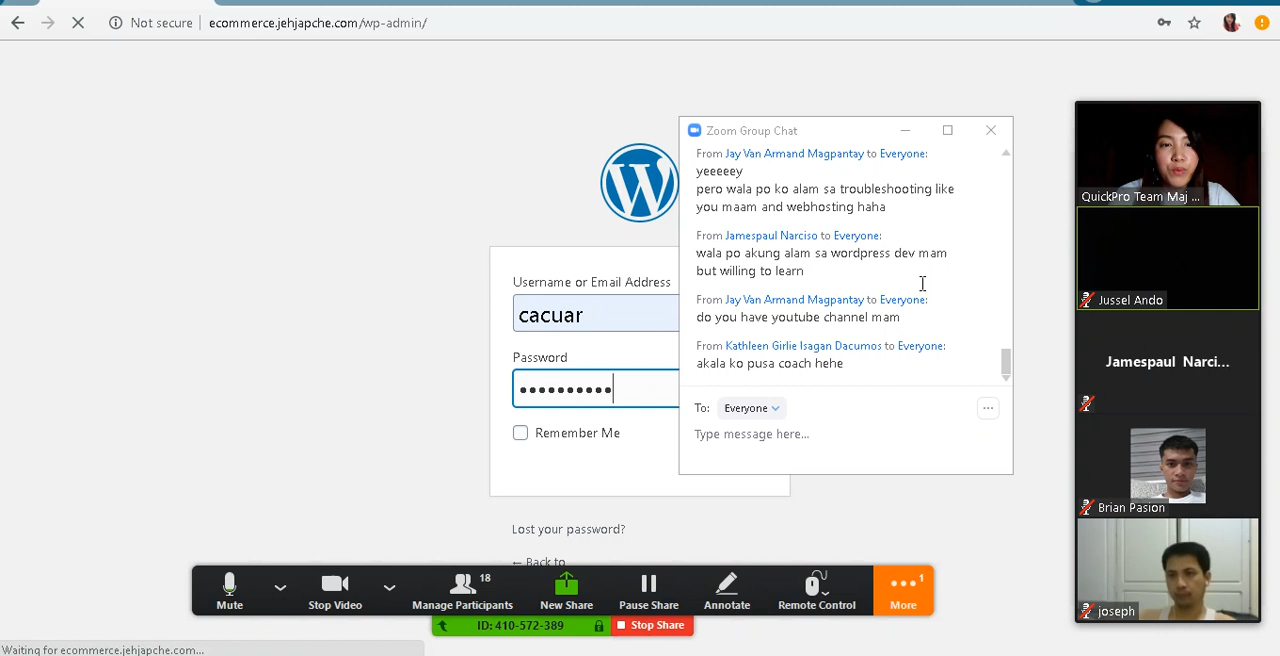 Not secure
ecommerce.jehjapche.com/wp-admin/
Username or Email Address
cacuar
Password
Remember Me
Lost your password?
← Back to
Zoom Group Chat
From Jay Van Armand Magpantay to Everyone:
yeeeeey
pero wala po ko alam sa troubleshooting like
you maam and webhosting haha
From Jamespaul Narciso to Everyone:
wala po akung alam sa wordpress dev mam
but willing to learn
From Jay Van Armand Magpantay to Everyone:
do you have youtube channel mam
From Kathleen Girlie Isagan Dacumos to Everyone:
akala ko pusa coach hehe
To: Everyone
Type message here...
QuickPro Team Maj ...
Jussel Ando
Jamespaul Narci...
Brian Pasion
joseph
Mute
Stop Video
Manage Participants
18
New Share
Pause Share
Annotate
Remote Control
More
1
ID: 410-572-389
Stop Share
Waiting for ecommerce.jehjapche.com...